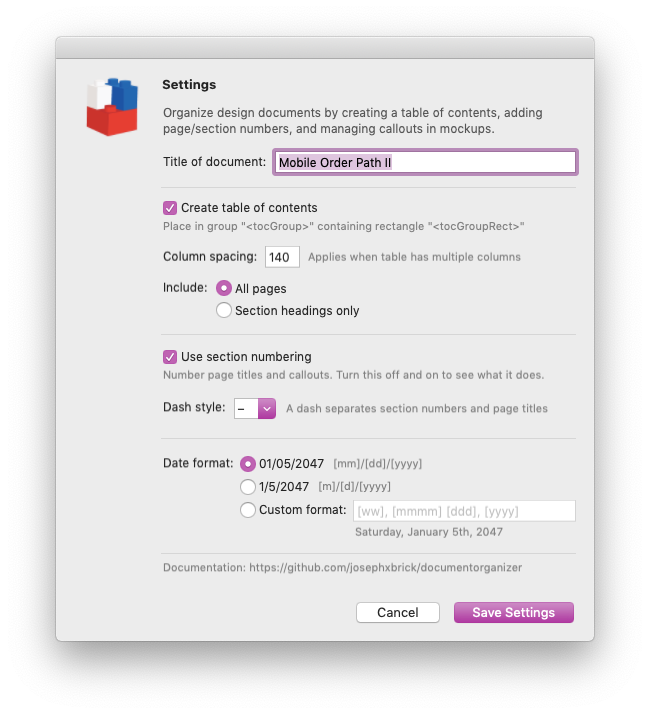 Settings
Organize design documents by creating a table of contents, adding
page/section numbers, and managing callouts in mockups.
Title of document: Mobile Order Path II
Create table of contents
Place in group "<tocGroup>" containing rectangle "<tocGroupRect>"
Column spacing: 140 Applies when table has multiple columns
Include: All pages
Section headings only
Use section numbering
Number page titles and callouts. Turn this off and on to see what it does.
Dash style: – A dash separates section numbers and page titles
Date format: 01/05/2047 [mm]/[dd]/[yyyy]
1/5/2047 [m]/[d]/[yyyy]
Custom format: [ww], [mmmm] [ddd], [yyyy]
Saturday, January 5th, 2047
Documentation: https://github.com/josephxbrick/documentorganizer
Cancel Save Settings